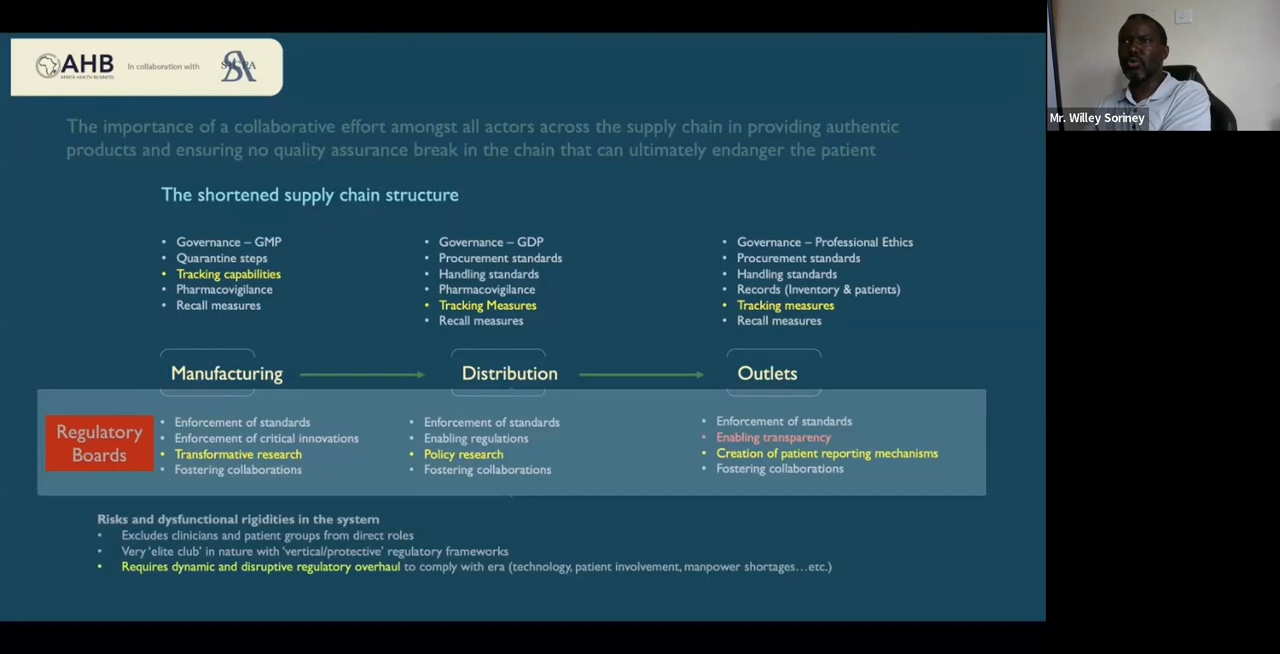 AHB
AFRICA HEALTH BUSINESS
In collaboration with
The importance of a collaborative effort amongst all actors across the supply chain in providing authentic
products and ensuring no quality assurance break in the chain that can ultimately endanger the patient
The shortened supply chain structure
• Governance – GMP
• Quarantine steps
• Tracking capabilities
• Pharmacovigilance
• Recall measures
• Governance – GDP
• Procurement standards
• Handling standards
• Pharmacovigilance
• Tracking Measures
• Recall measures
• Governance – Professional Ethics
• Procurement standards
• Handling standards
• Records (Inventory & patients)
• Tracking measures
• Recall measures
Manufacturing
Distribution
Outlets
Regulatory
Boards
• Enforcement of standards
• Enforcement of critical innovations
• Transformative research
• Fostering collaborations
• Enforcement of standards
• Enabling regulations
• Policy research
• Fostering collaborations
• Enforcement of standards
• Enabling transparency
• Creation of patient reporting mechanisms
• Fostering collaborations
Risks and dysfunctional rigidities in the system
• Excludes clinicians and patient groups from direct roles
• Very 'elite club' in nature with 'vertical/protective' regulatory frameworks
• Requires dynamic and disruptive regulatory overhaul to comply with era (technology, patient involvement, manpower shortages…etc.)
Mr. Willey Soriney